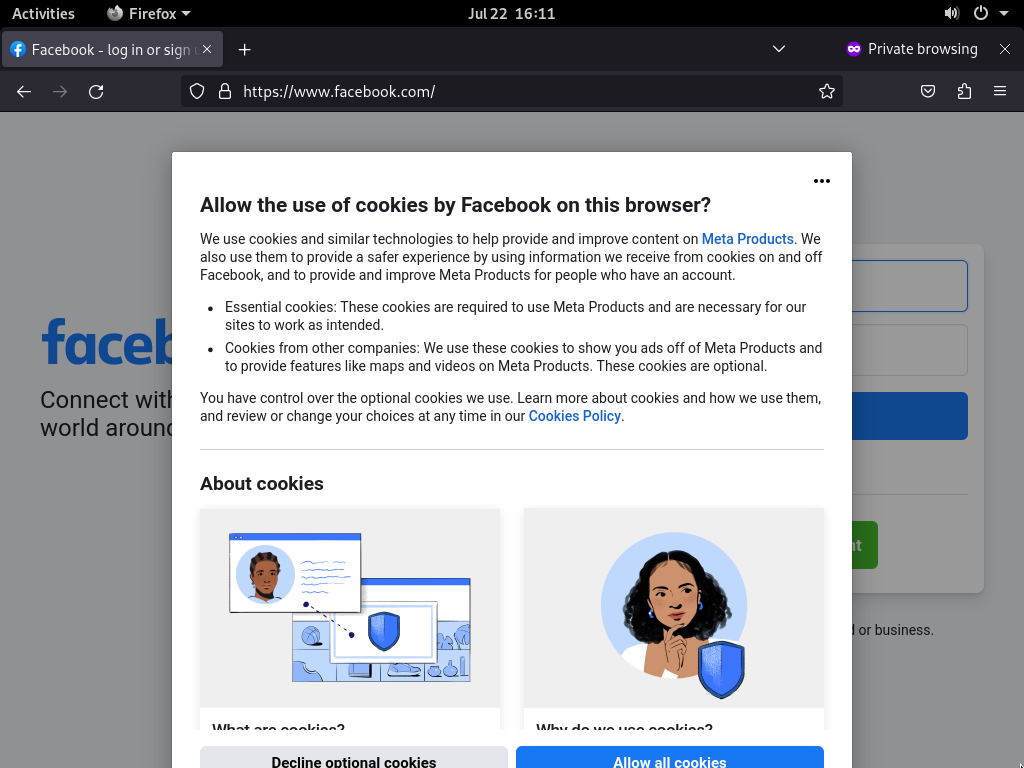 Activities
Firefox
Jul 22 16:11
Facebook - log in or sign
Private browsing
https://www.facebook.com/
Allow the use of cookies by Facebook on this browser?
We use cookies and similar technologies to help provide and improve content on Meta Products. We
also use them to provide a safer experience by using information we receive from cookies on and off
Facebook, and to provide and improve Meta Products for people who have an account.
• Essential cookies: These cookies are required to use Meta Products and are necessary for our
sites to work as intended.
• Cookies from other companies: We use these cookies to show you ads off of Meta Products and
to provide features like maps and videos on Meta Products. These cookies are optional.
You have control over the optional cookies we use. Learn more about cookies and how we use them,
and review or change your choices at any time in our Cookies Policy.
About cookies
What are cookies?
Why do we use cookies?
Decline optional cookies
Allow all cookies
faceb
Connect with
world around
or business.